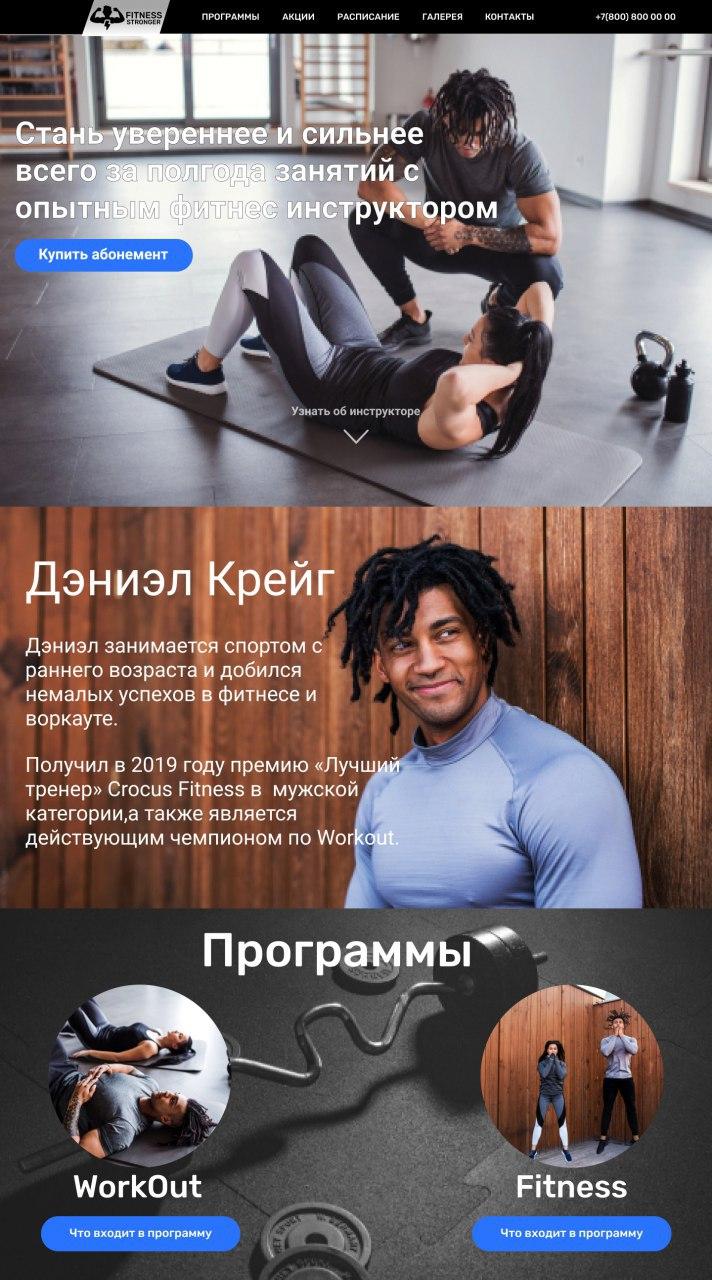 FITNESS
STRONGER
ПРОГРАММЫ АКЦИИ РАСПИСАНИЕ ГАЛЕРЕЯ КОНТАКТЫ +7(800) 800 00 00
Стань увереннее и сильнее
всего за полгода занятий с
опытным фитнес инструктором
Купить абонемент
Узнать об инструкторе
Дэниэл Крейг
Дэниэл занимается спортом с
раннего возраста и добился
немалых успехов в фитнесе и
воркауте.
Получил в 2019 году премию «Лучший
тренер» Crocus Fitness в мужской
категории,а также является
действующим чемпионом по Workout.
Программы
WorkOut
Fitness
Что входит в программу
Что входит в программу